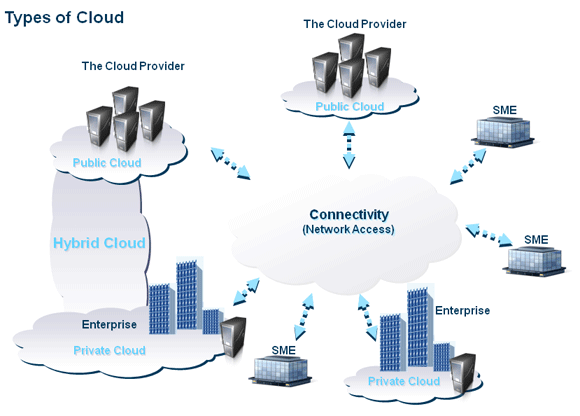 Types of Cloud
The Cloud Provider
Public Cloud
The Cloud Provider
Public Cloud
SME
Connectivity
(Network Access)
Hybrid Cloud
SME
Enterprise
Private Cloud
SME
Enterprise
Private Cloud